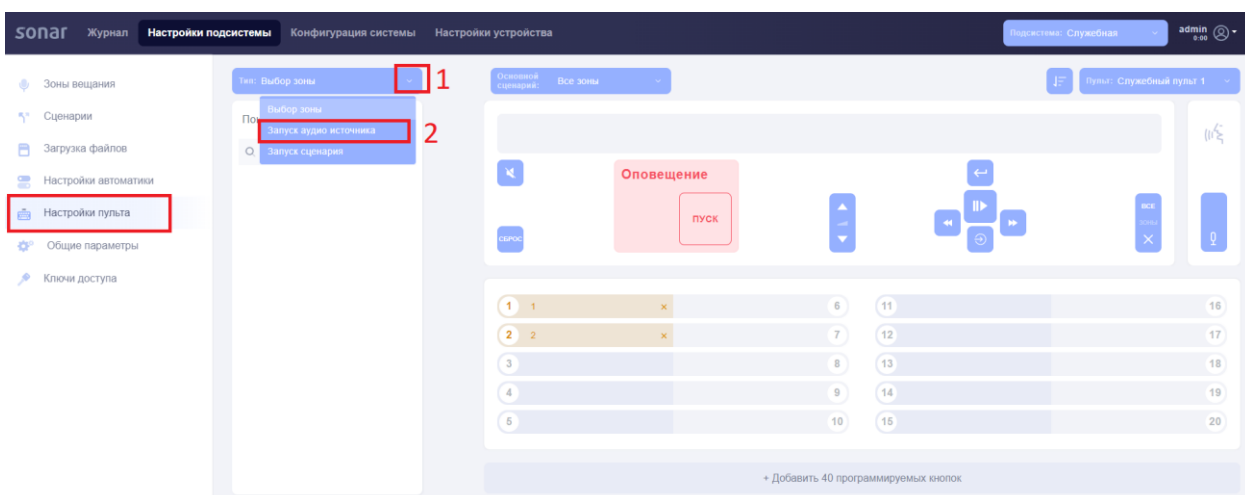 sonar Журнал Настройки подсистемы Конфигурация системы Настройки устройства Подсистема: Служебная admin
0:00
Зоны вещания
Сценарии
Загрузка файлов
Настройки автоматики
Настройки пульта
Общие параметры
Ключи доступа
Тип: Выбор зоны 1
Выбор зоны
Запуск аудио источника 2
Запуск сценария
Основной сценарий: Все зоны
Пульт: Служебный пульт 1
Оповещение
ПУСК
СБРОС
ВСЕ
ЗОНЫ
1 1 × 6 11 16
2 2 × 7 12 17
3 8 13 18
4 9 14 19
5 10 15 20
+ Добавить 40 программируемых кнопок